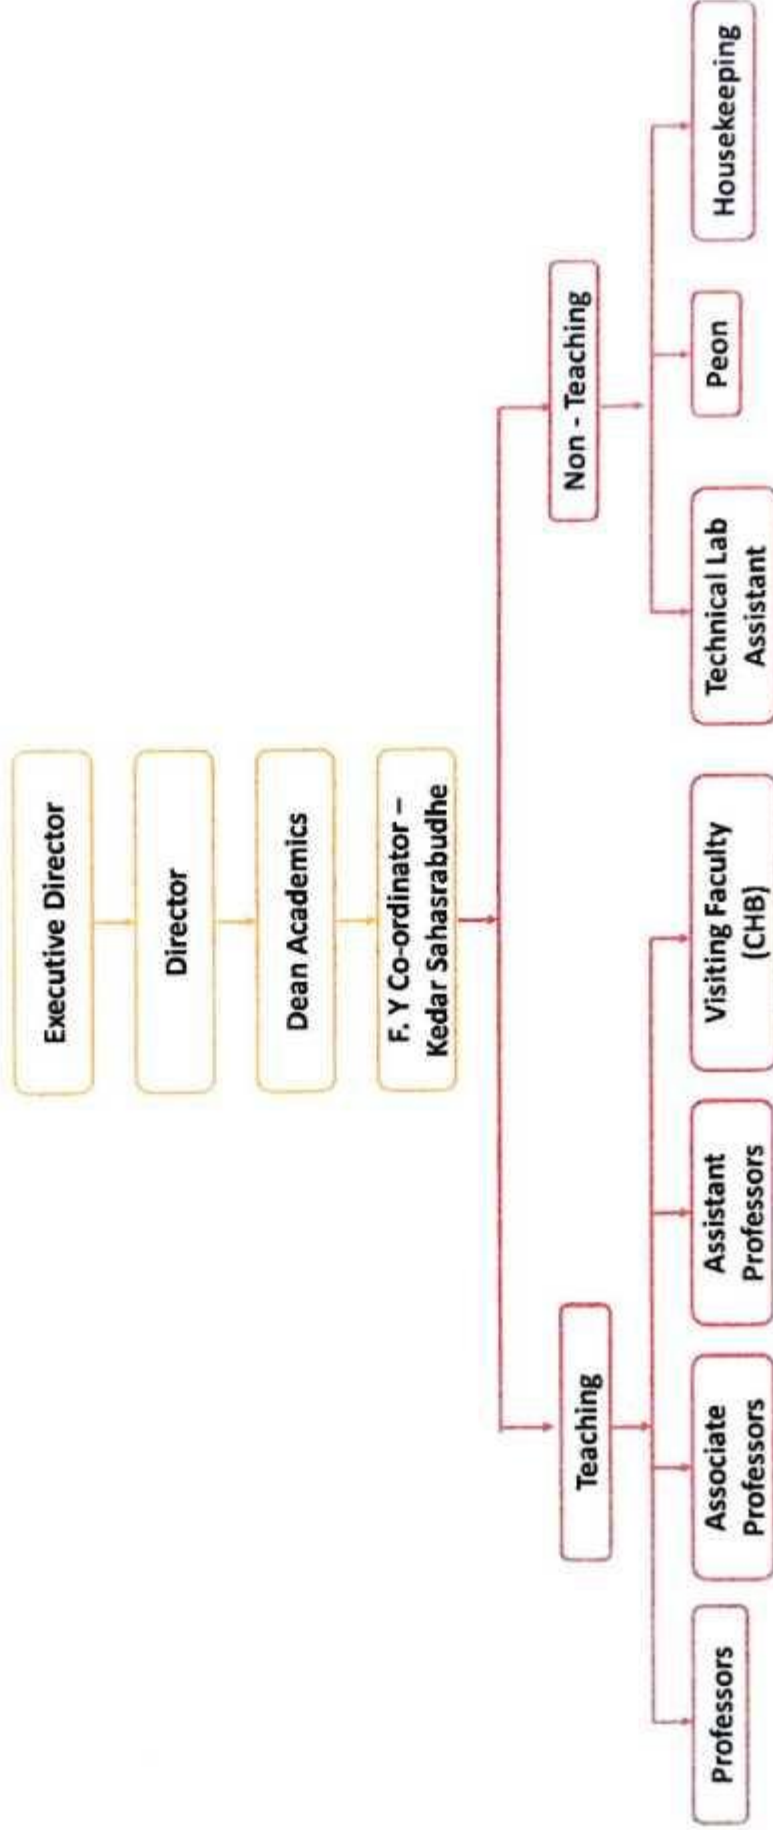 Executive Director
Director
Dean Academics
F. Y Co-ordinator –
Kedar Sahasrabudhe
Teaching
Non - Teaching
Professors
Associate
Professors
Assistant
Professors
Visiting Faculty
(CHB)
Technical Lab
Assistant
Peon
Housekeeping